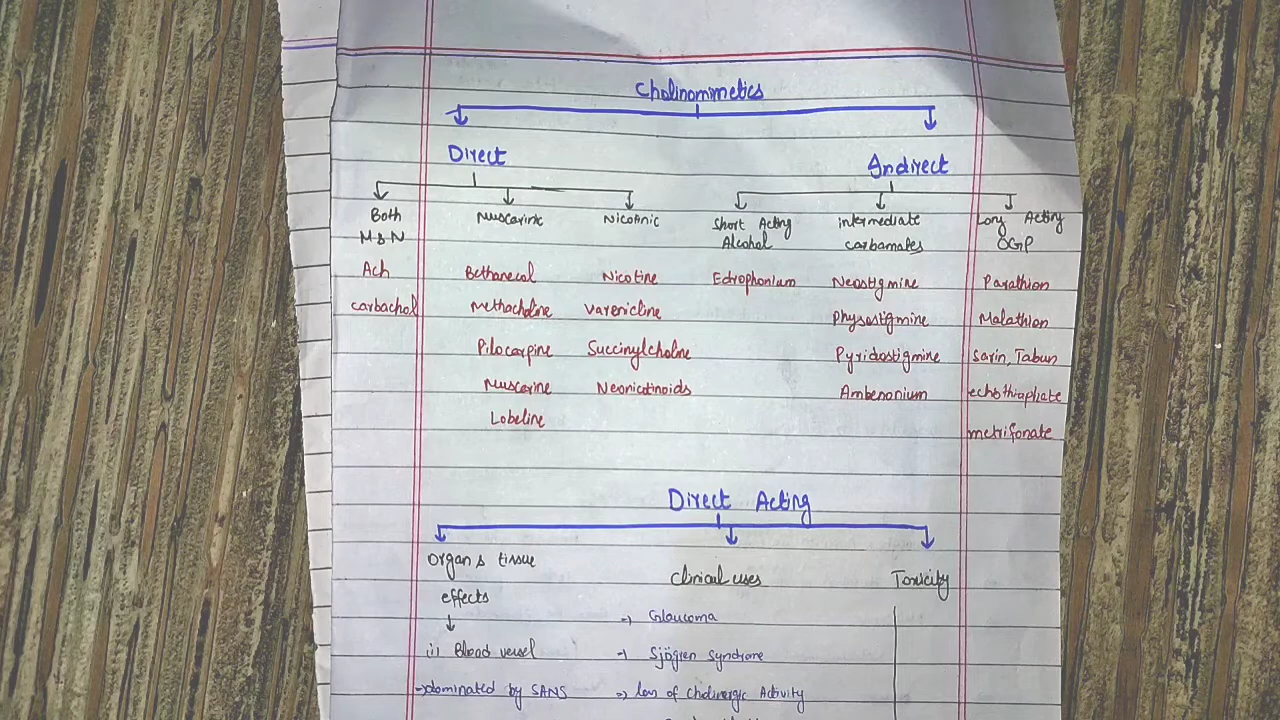 Cholinomimetics
Direct
Indirect
Both
M & N
Ach
carbachol
Muscarinic
Bethanecol
Methacholine
Pilocarpine
Muscarine
Lobeline
Nicotinic
Nicotine
Varenicline
Succinylcholine
Neonicotinoids
Short Acting
Alcohol
Edrophonium
intermediate
carbamates
Neostigmine
Physostigmine
Pyridostigmine
Ambenonium
Long Acting
OGP
Parathion
Malathion
Sarin, Tabun
echothiophate
metrifonate
Direct Acting
Organ & tissue
effects
i) Blood vessel
→ dominated by SANS
Clinical uses
→ Glaucoma
→ Sjögren Syndrome
→ loss of cholinergic Activity
Toxicity